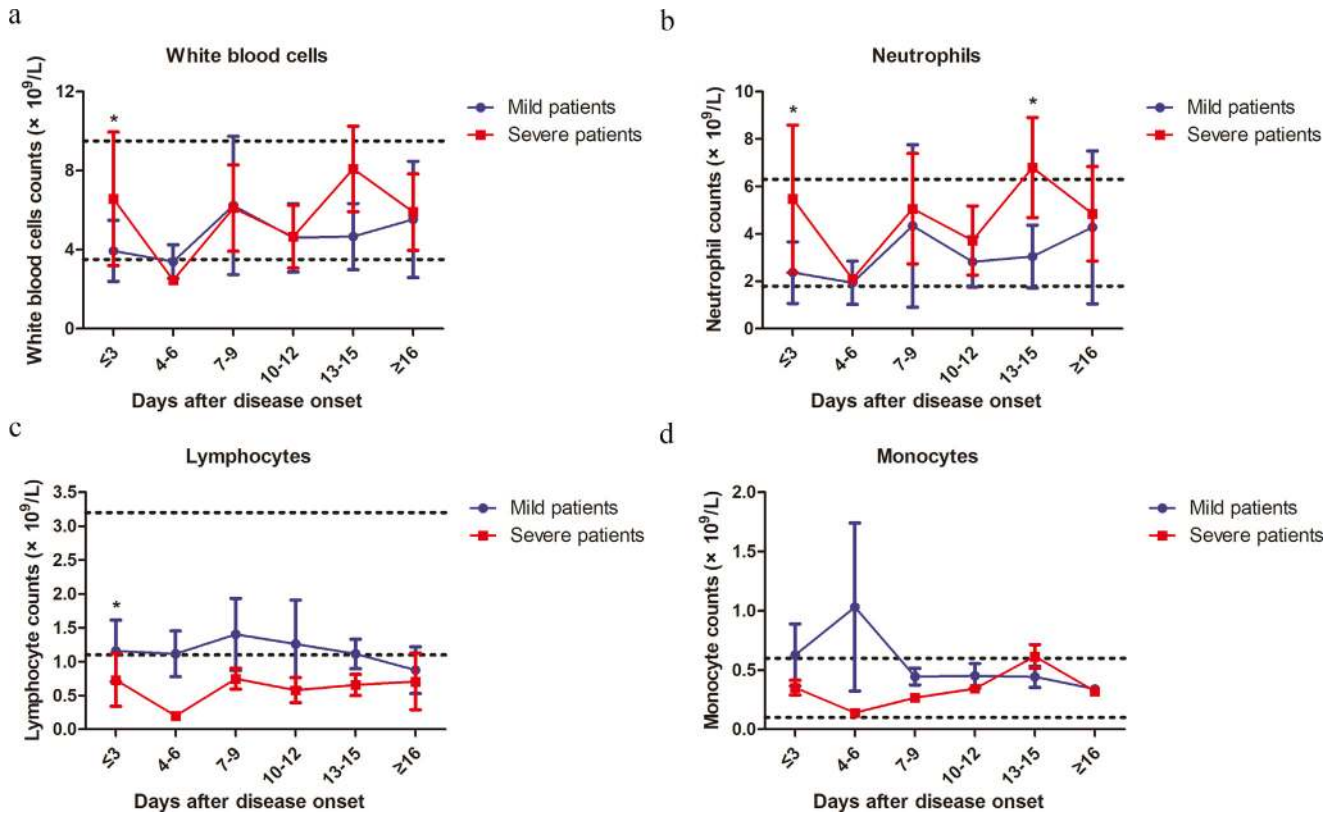 a
White blood cells
White blood cells counts (× 10⁹/L)
12
8
4
0
*
Mild patients
Severe patients
≤3
4-6
7-9
10-12
13-15
≥16
Days after disease onset
b
Neutrophils
Neutrophil counts (× 10⁹/L)
10
8
6
4
2
0
*
*
Mild patients
Severe patients
≤3
4-6
7-9
10-12
13-15
≥16
Days after disease onset
c
Lymphocytes
Lymphocyte counts (× 10⁹/L)
3.5
3.0
2.5
2.0
1.5
1.0
0.5
0.0
*
Mild patients
Severe patients
≤3
4-6
7-9
10-12
13-15
≥16
Days after disease onset
d
Monocytes
Monocyte counts (× 10⁹/L)
2.0
1.5
1.0
0.5
0.0
Mild patients
Severe patients
≤3
4-6
7-9
10-12
13-15
≥16
Days after disease onset